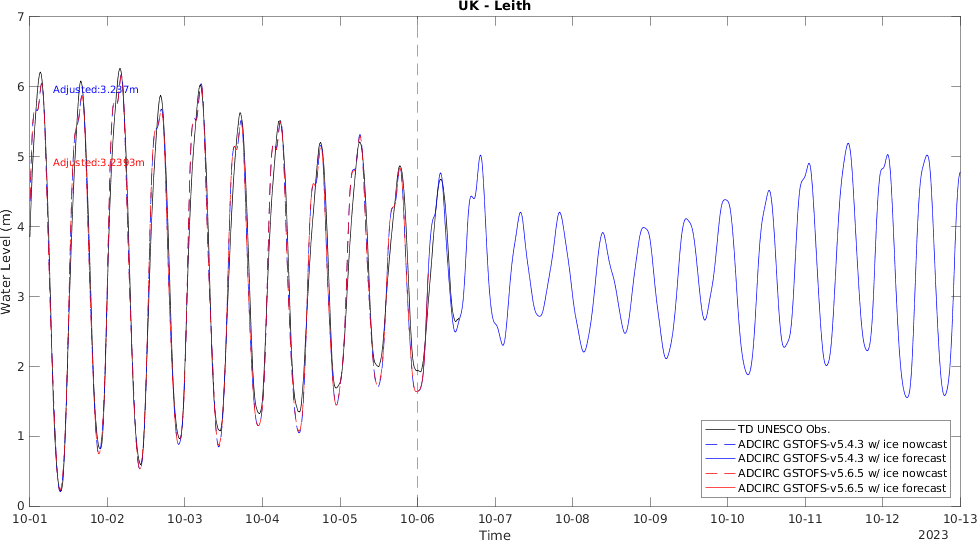 UK - Leith
7
6
5
4
3
2
1
0
Water Level (m)
Adjusted:3.237m
Adjusted:3.2393m
TD UNESCO Obs.
ADCIRC GSTOFS-v5.4.3 w/ ice nowcast
ADCIRC GSTOFS-v5.4.3 w/ ice forecast
ADCIRC GSTOFS-v5.6.5 w/ ice nowcast
ADCIRC GSTOFS-v5.6.5 w/ ice forecast
10-01 10-02 10-03 10-04 10-05 10-06 10-07 10-08 10-09 10-10 10-11 10-12 10-13
Time
2023